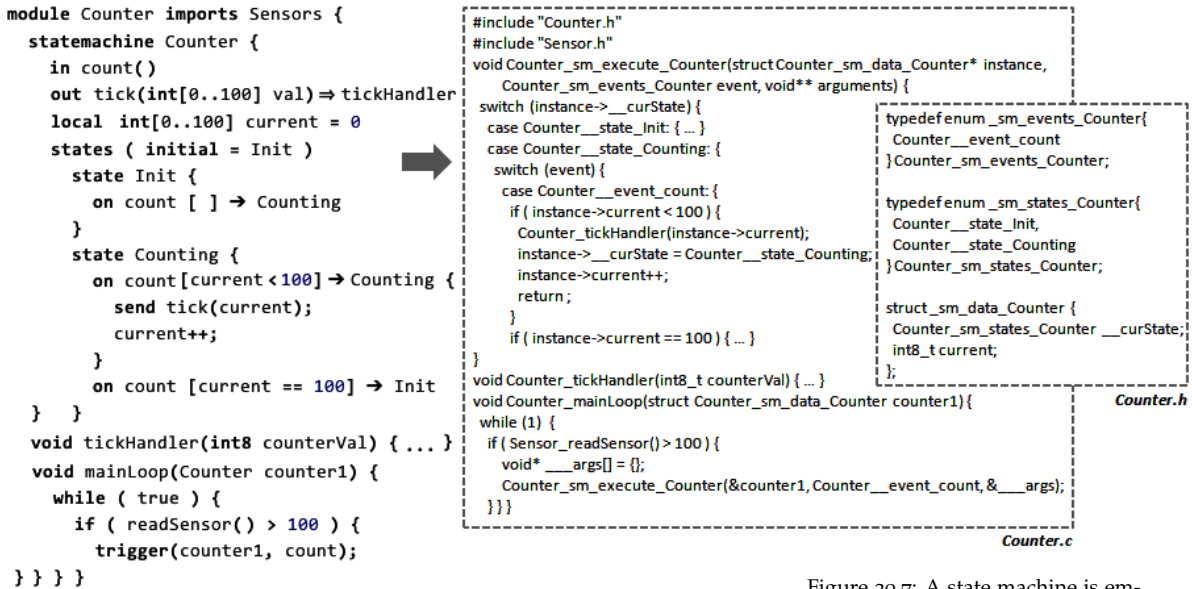 module Counter imports Sensors {
statemachine Counter {
in count()
out tick(int[0..100] val)⇒tickHandler
local int[0..100] current = 0
states ( initial = Init )
state Init {
on count [ ] → Counting
}
state Counting {
on count[current<100]→Counting {
send tick(current);
current++;
}
on count [current == 100] → Init
} }
void tickHandler(int8 counterVal) { ... }
void mainLoop(Counter counter1) {
while ( true ) {
if ( readSensor() > 100 ) {
trigger(counter1, count);
} } } }
#include "Counter.h"
#include "Sensor.h"
void Counter_sm_execute_Counter(struct Counter_sm_data_Counter* instance,
Counter_sm_events_Counter event, void** arguments) {
switch (instance->__curState) {
case Counter__state_Init: { ... }
case Counter__state_Counting: {
switch (event) {
case Counter__event_count: {
if ( instance->current < 100 ) {
Counter_tickHandler(instance->current);
instance->__curState = Counter__state_Counting;
instance->current++;
return ;
}
if ( instance->current == 100 ) { ... }
}
void Counter_tickHandler(int8_t counterVal) { ... }
void Counter_mainLoop(struct Counter_sm_data_Counter counter1) {
while (1) {
if ( Sensor_readSensor() > 100 ) {
void* ___args[] = {};
Counter_sm_execute_Counter(&counter1, Counter__event_count, &___args);
} } }
Counter.c
typedef enum _sm_events_Counter{
Counter__event_count
} Counter_sm_events_Counter;
typedef enum _sm_states_Counter{
Counter__state_Init,
Counter__state_Counting
} Counter_sm_states_Counter;
struct _sm_data_Counter {
Counter_sm_states_Counter __curState;
int8_t current;
};
Counter.h
Figure 20.7: A state machine is em-